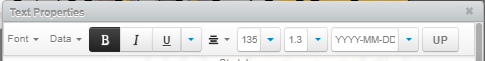 Text Properties ×
Font Data B I U 135 1.3 YYYY-MM-DD UP